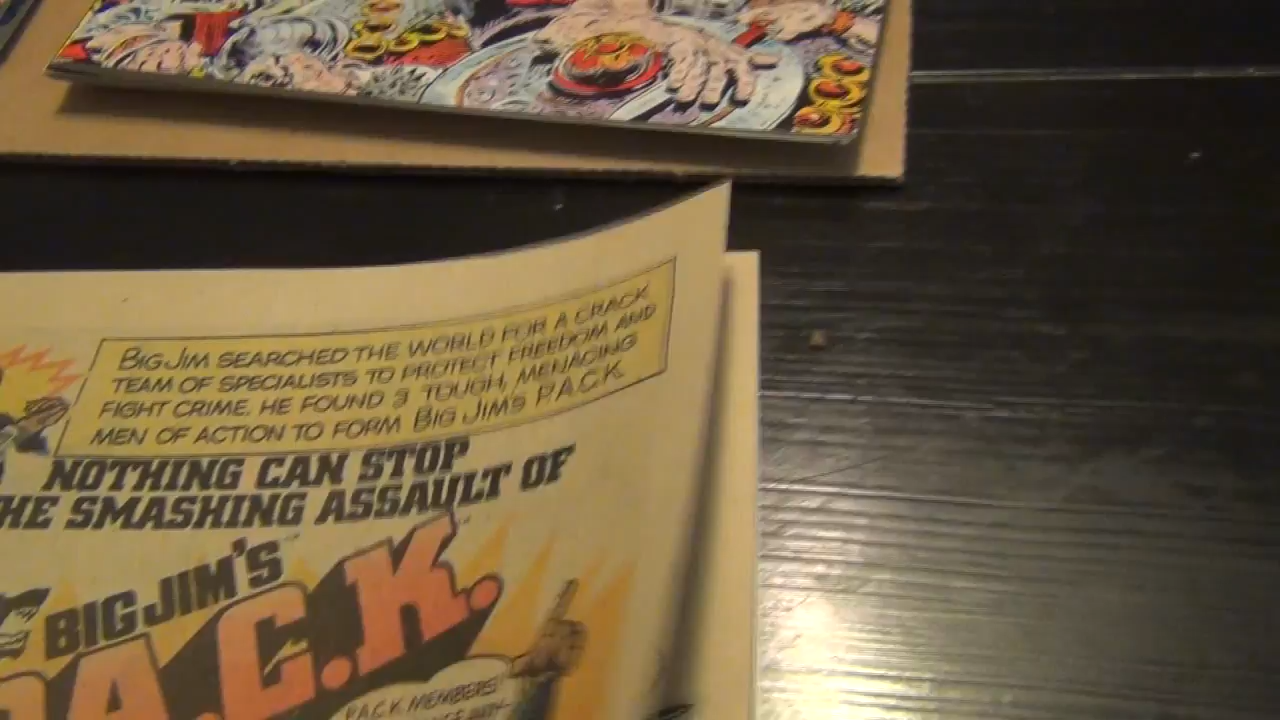 BIG JIM SEARCHED THE WORLD FOR A CRACK
TEAM OF SPECIALISTS TO PROTECT FREEDOM AND
FIGHT CRIME. HE FOUND 3 TOUGH, MENACING
MEN OF ACTION TO FORM BIG JIM'S P.A.C.K.
NOTHING CAN STOP
HE SMASHING ASSAULT OF
BIG JIM'S
P.A.C.K.
P.A.C.K. MEMBERS!